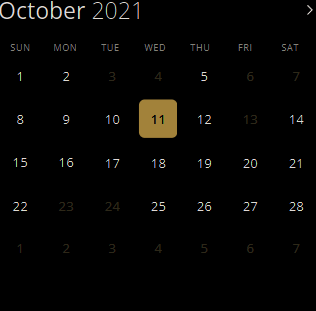 October 2021
SUN MON TUE WED THU FRI SAT
1 2 3 4 5 6 7
8 9 10 11 12 13 14
15 16 17 18 19 20 21
22 23 24 25 26 27 28
1 2 3 4 5 6 7